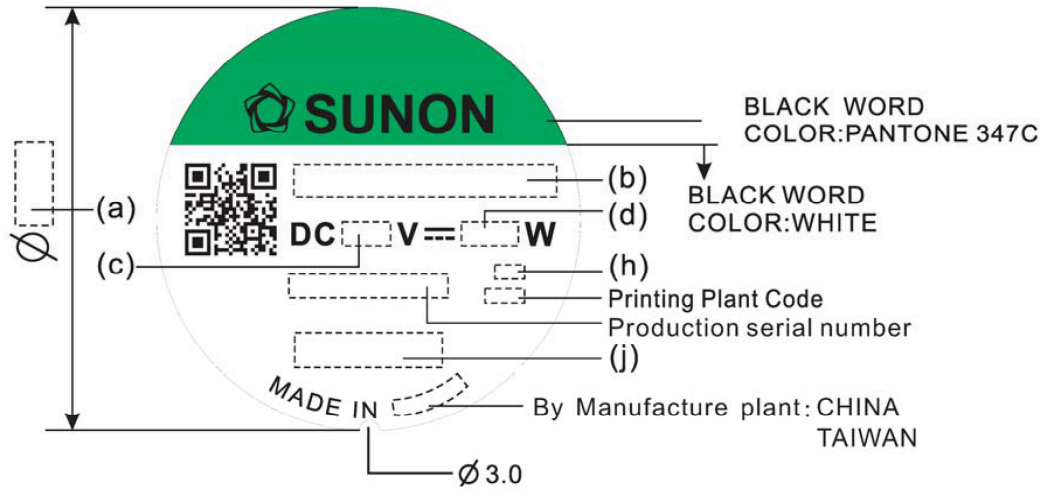 SUNON
BLACK WORD
COLOR:PANTONE 347C
BLACK WORD
COLOR:WHITE
(a)
Ø
(b)
(d)
DC V⎓ W
(c)
(h)
Printing Plant Code
Production serial number
(j)
MADE IN
By Manufacture plant: CHINA
TAIWAN
Ø 3.0